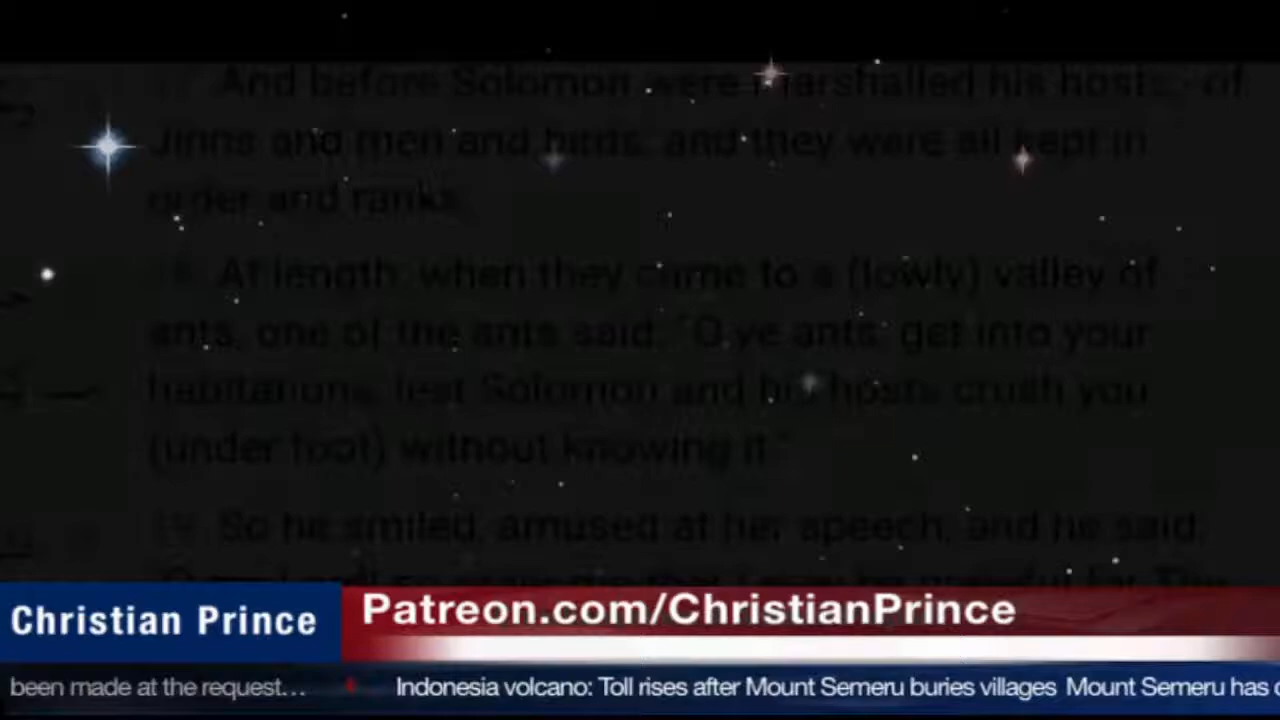 And before Solomon were marshalled his hosts,- of
Jinns and men and birds, and they were all kept in
order and ranks.
At length, when they came to a (lowly) valley of
ants, one of the ants said: "O ye ants, get into your
habitations, lest Solomon and his hosts crush you
(under foot) without knowing it."
19. So he smiled, amused at her speech; and he said:
Christian Prince
Patreon.com/ChristianPrince
been made at the request… Indonesia volcano: Toll rises after Mount Semeru buries villages Mount Semeru has